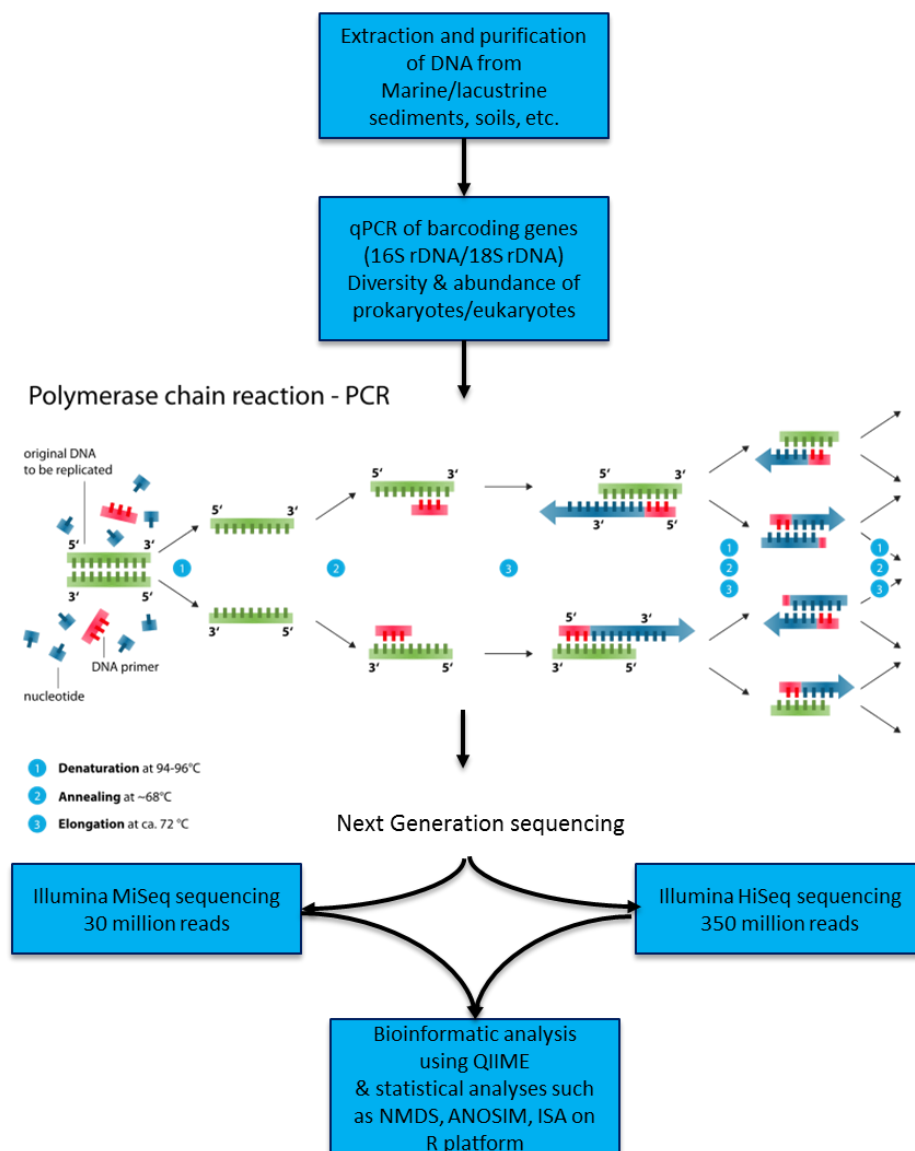 Extraction and purification
of DNA from
Marine/lacustrine
sediments, soils, etc.
qPCR of barcoding genes
(16S rDNA/18S rDNA)
Diversity & abundance of
prokaryotes/eukaryotes
Polymerase chain reaction - PCR
original DNA
to be replicated
5' 3'
3' 5'
DNA primer
nucleotide
5' 3'
1
3' 5'
5' 3'
2
3' 5'
5' 3'
3' 5'
3
5' 3'
3' 5'
1
2
3
1
2
3
1 Denaturation at 94-96°C
2 Annealing at ~68°C
3 Elongation at ca. 72 °C
Next Generation sequencing
Illumina MiSeq sequencing
30 million reads
Illumina HiSeq sequencing
350 million reads
Bioinformatic analysis
using QIIME
& statistical analyses such
as NMDS, ANOSIM, ISA on
R platform